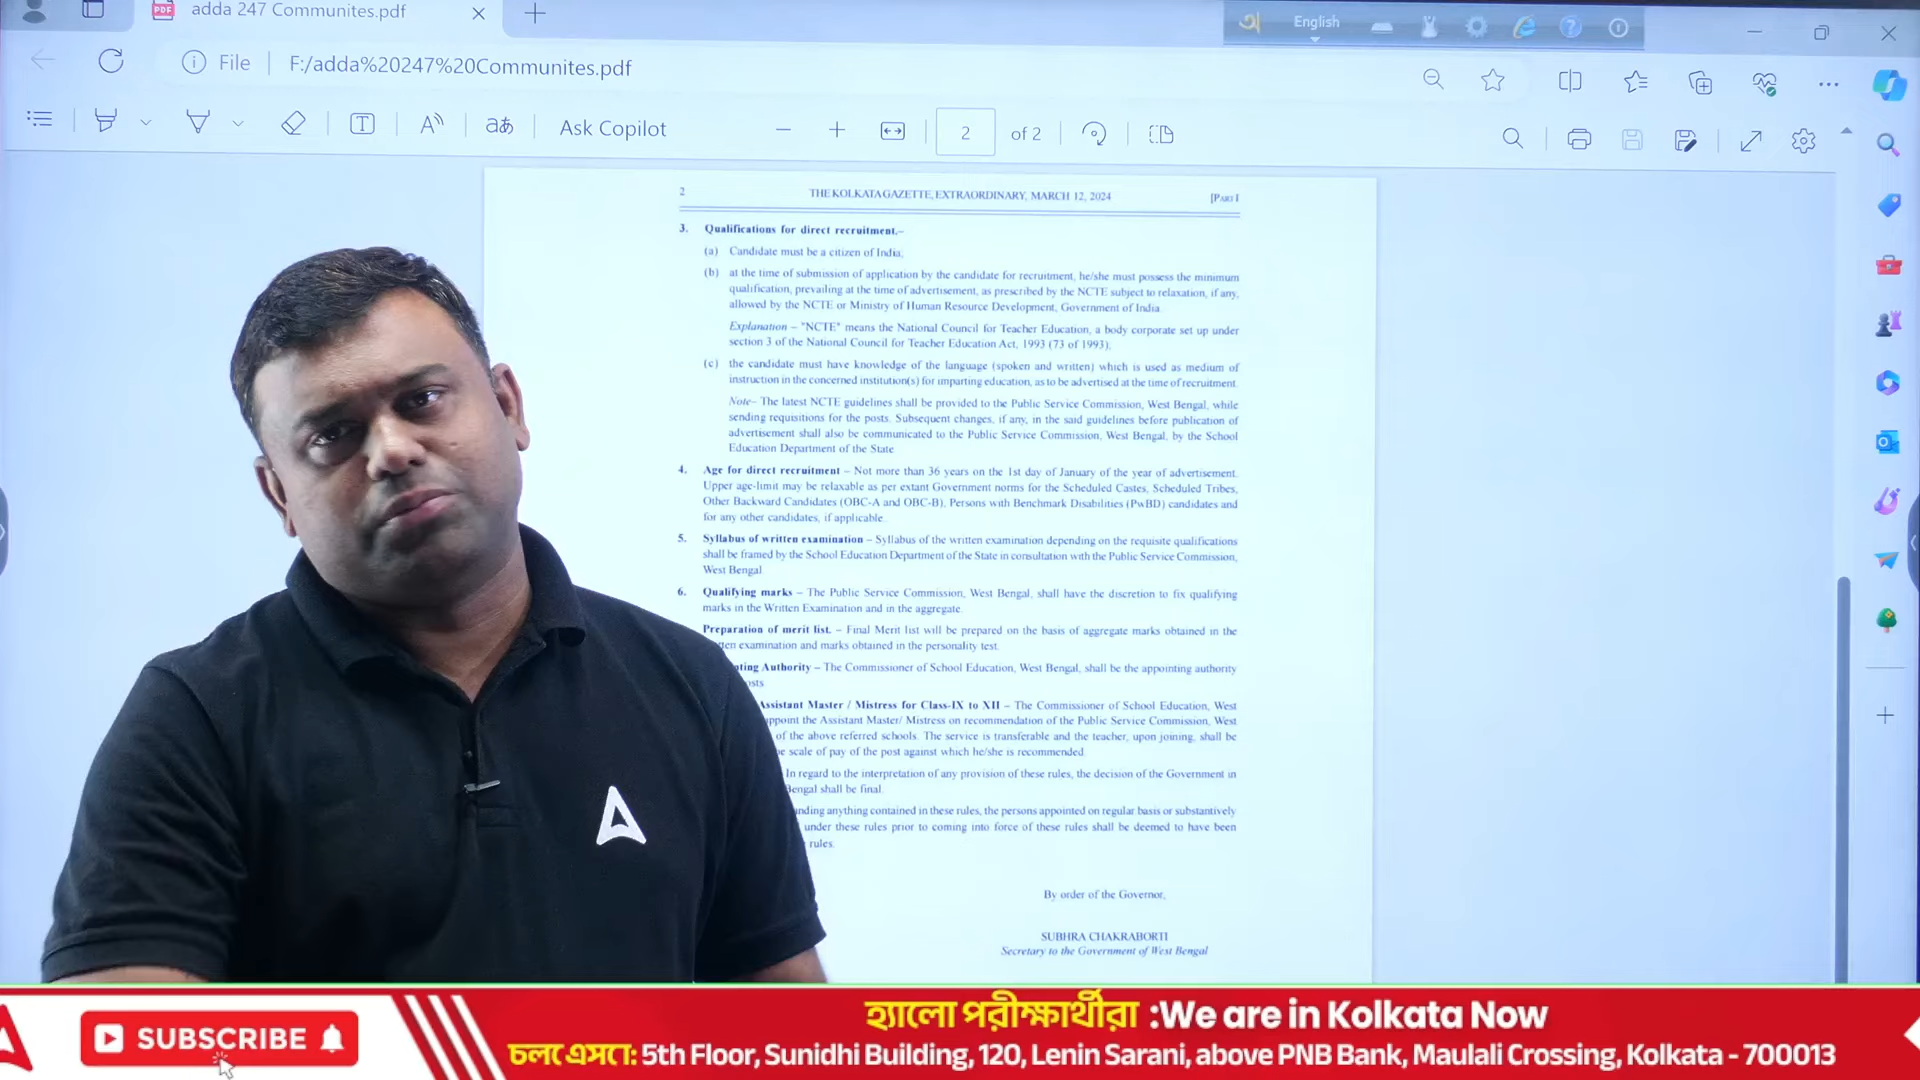 adda 247 Communites.pdf
English
File
F:/adda%20247%20Communites.pdf
Ask Copilot
2
of 2
2
THE KOLKATA GAZETTE, EXTRAORDINARY, MARCH 12, 2024
[PART I
3. Qualifications for direct recruitment.–
(a) Candidate must be a citizen of India;
(b) at the time of submission of application by the candidate for recruitment, he/she must possess the minimum
qualification, prevailing at the time of advertisement, as prescribed by the NCTE subject to relaxation, if any,
allowed by the NCTE or Ministry of Human Resource Development, Government of India.
Explanation – "NCTE" means the National Council for Teacher Education, a body corporate set up under
section 3 of the National Council for Teacher Education Act, 1993 (73 of 1993),
(c) the candidate must have knowledge of the language (spoken and written) which is used as medium of
instruction in the concerned institution(s) for imparting education, as to be advertised at the time of recruitment.
Note– The latest NCTE guidelines shall be provided to the Public Service Commission, West Bengal, while
sending requisitions for the posts. Subsequent changes, if any, in the said guidelines before publication of
advertisement shall also be communicated to the Public Service Commission, West Bengal, by the School
Education Department of the State
4. Age for direct recruitment – Not more than 36 years on the 1st day of January of the year of advertisement.
Upper age-limit may be relaxable as per extant Government norms for the Scheduled Castes, Scheduled Tribes,
Other Backward Candidates (OBC-A and OBC-B), Persons with Benchmark Disabilities (PwBD) candidates and
for any other candidates, if applicable.
5. Syllabus of written examination – Syllabus of the written examination depending on the requisite qualifications
shall be framed by the School Education Department of the State in consultation with the Public Service Commission,
West Bengal.
6. Qualifying marks – The Public Service Commission, West Bengal, shall have the discretion to fix qualifying
marks in the Written Examination and in the aggregate.
Preparation of merit list. – Final Merit list will be prepared on the basis of aggregate marks obtained in the
examination and marks obtained in the personality test.
Authority – The Commissioner of School Education, West Bengal, shall be the appointing authority
Assistant Master / Mistress for Class-IX to XII – The Commissioner of School Education, West
appoint the Assistant Master/ Mistress on recommendation of the Public Service Commission, West
of the above referred schools. The service is transferable and the teacher, upon joining, shall be
scale of pay of the post against which he/she is recommended.
In regard to the interpretation of any provision of these rules, the decision of the Government in
Bengal shall be final.
anything contained in these rules, the persons appointed on regular basis or substantively
under these rules prior to coming into force of these rules shall be deemed to have been
rules.
By order of the Governor,
SUBHRA CHAKRABORTI
Secretary to the Government of West Bengal
SUBSCRIBE
হ্যালো পরীক্ষার্থীরা :We are in Kolkata Now
চলে এসো: 5th Floor, Sunidhi Building, 120, Lenin Sarani, above PNB Bank, Maulali Crossing, Kolkata - 700013